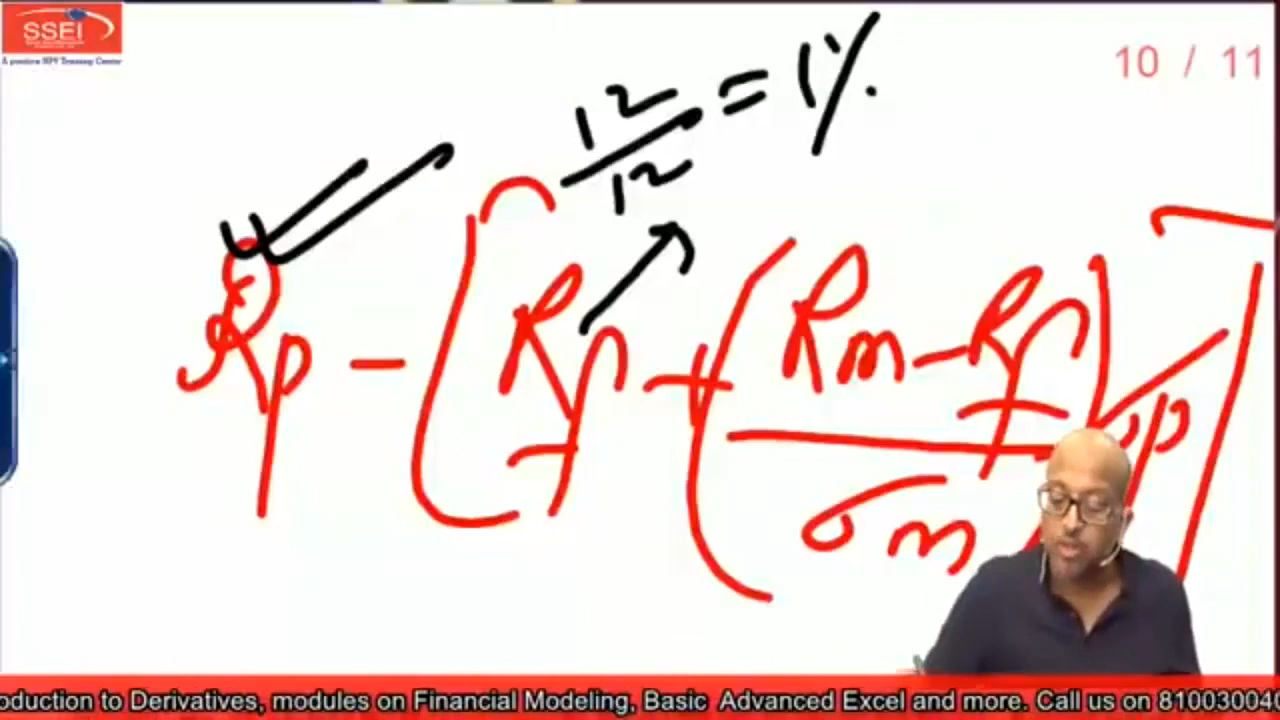 SSEI
10 / 11
12/12 = 1%
Rp - [Rf + (Rm - Rf)/σm) σp]
oduction to Derivatives, modules on Financial Modeling, Basic Advanced Excel and more. Call us on 810030040